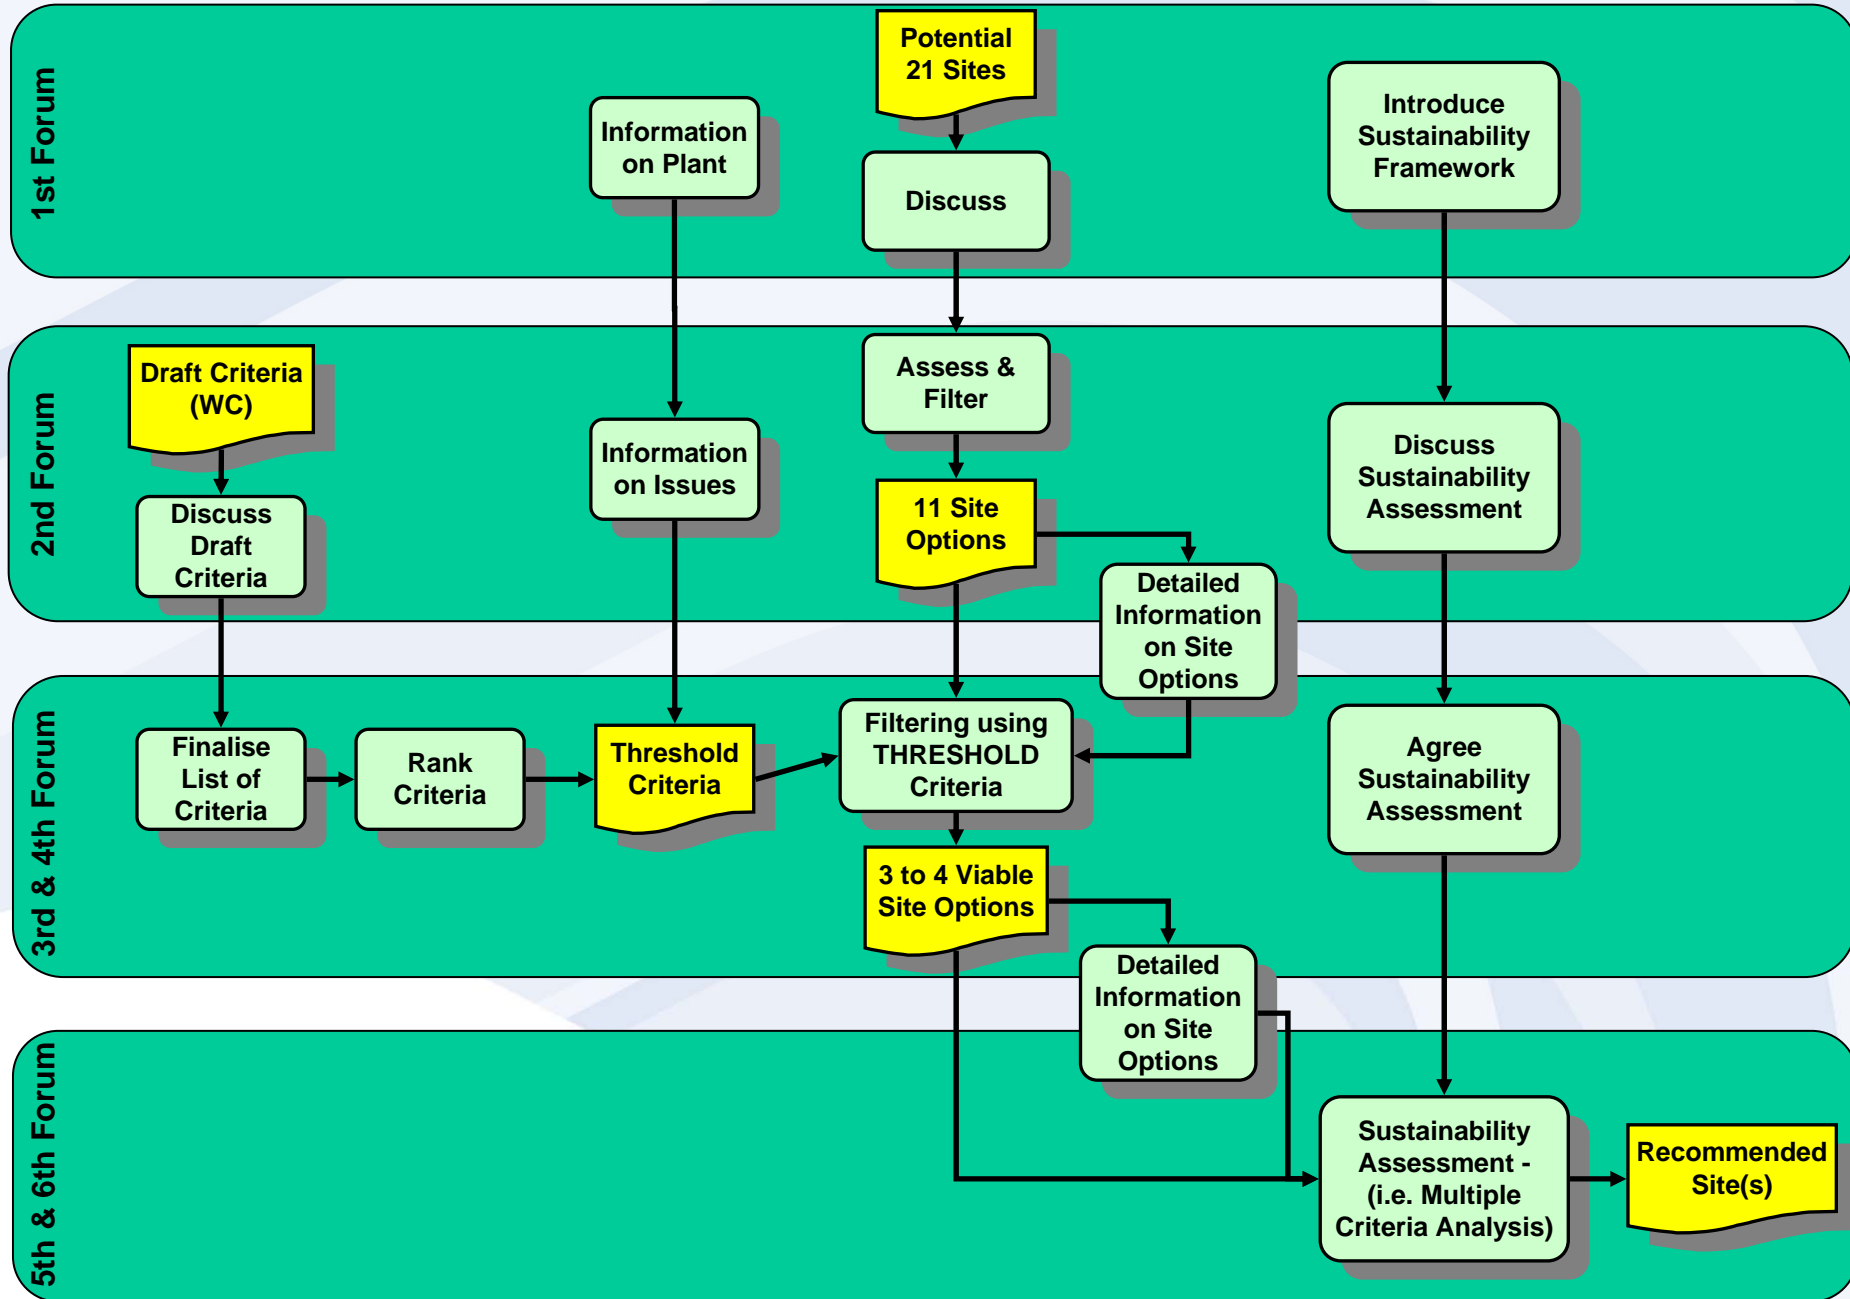 1st Forum
Potential
21 Sites
Information
on Plant
Discuss
Introduce
Sustainability
Framework
2nd Forum
Draft Criteria
(WC)
Discuss
Draft
Criteria
Information
on Issues
Assess &
Filter
11 Site
Options
Detailed
Information
on Site
Options
Discuss
Sustainability
Assessment
3rd & 4th Forum
Finalise
List of
Criteria
Rank
Criteria
Threshold
Criteria
Filtering using
THRESHOLD
Criteria
3 to 4 Viable
Site Options
Detailed
Information
on Site
Options
Agree
Sustainability
Assessment
5th & 6th Forum
Sustainability
Assessment -
(i.e. Multiple
Criteria Analysis)
Recommended
Site(s)